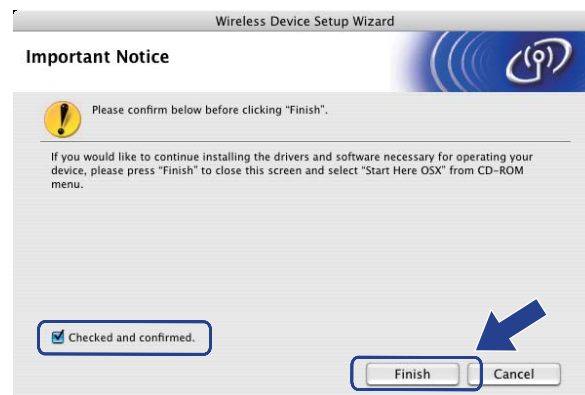 Wireless Device Setup Wizard
Important Notice
Please confirm below before clicking "Finish".
If you would like to continue installing the drivers and software necessary for operating your
device, please press "Finish" to close this screen and select "Start Here OSX" from CD-ROM
menu.
Checked and confirmed.
Finish
Cancel